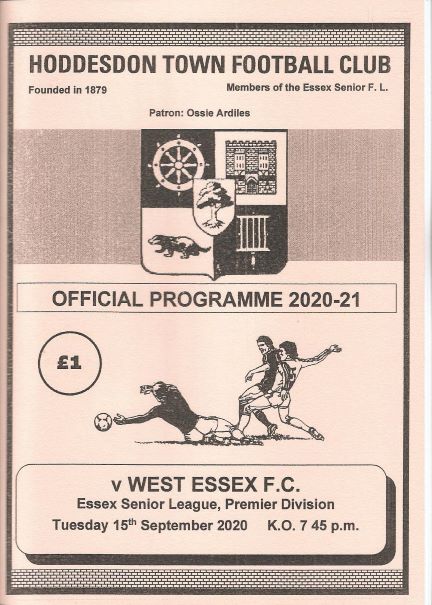 HODDESDON TOWN FOOTBALL CLUB
Founded in 1879 Members of the Essex Senior F. L.
Patron: Ossie Ardiles
OFFICIAL PROGRAMME 2020-21
£1
v WEST ESSEX F.C.
Essex Senior League, Premier Division
Tuesday 15th September 2020 K.O. 7 45 p.m.